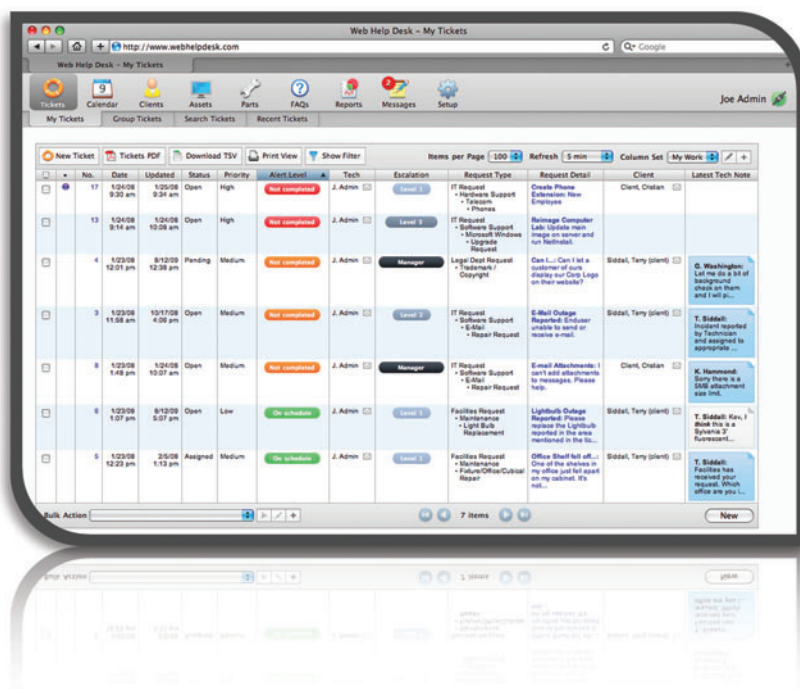 Web Help Desk – My Tickets
http://www.webhelpdesk.com
Google
Web Help Desk – My Tickets
Tickets
9
Calendar
Clients
Assets
Parts
FAQs
Reports
2
Messages
Setup
Joe Admin
My Tickets Group Tickets Search Tickets Recent Tickets
New Ticket Tickets PDF Download TSV Print View Show Filter Items per Page 100 Refresh 5 min Column Set My Work
No. Date Updated Status Priority Alert Level Tech Escalation Request Type Request Detail Client Latest Tech Note
17 1/24/08 1/25/08 Open High Not completed J. Admin Level 1 IT Request Create Phone Client, Cristian
9:30 am 9:34 am • Hardware Support Extension: New
• Telecom Employee
• Phones
13 1/24/08 1/24/08 Open High Not completed J. Admin IT Request Reimage Computer
9:14 am 10:08 am • Software Support Lab: Update main
• Microsoft Windows image on server and
• Upgrade run NetInstall.
Request
4 1/23/08 8/12/09 Pending Medium Not completed J. Admin Manager Legal Dept Request Can I...: Can I let a Siddall, Terry (client) G. Washington:
12:01 pm 12:38 pm • Trademark / customer of ours Let me do a bit of
Copyright display our Corp Logo background
on their website? check on them
and I will pi...
3 1/23/08 10/17/08 Open Medium Not completed J. Admin Level 2 IT Request E-Mail Outage Siddall, Terry (client) T. Siddall:
11:58 am 4:06 pm • Software Support Reported: Enduser Incident reported
• E-Mail unable to send or by Technician
• Repair Request receive e-mail. and assigned to
appropriate ...
8 1/23/08 1/24/08 Open Medium Not completed J. Admin Manager IT Request E-mail Attachments: I Client, Cristian K. Hammond:
1:48 pm 10:07 am • Software Support can't add attachments Sorry there is a
• E-Mail to messages. Please 5MB attachment
• Repair Request help. size limit.
6 1/23/08 8/12/09 Open Low On schedule J. Admin Level 1 Facilities Request Lightbulb Outage Siddall, Terry (client) T. Siddall: Kev, I
1:07 pm 5:07 pm • Maintenance Reported: Please think this is a
• Light Bulb replace the Lightbulb Sylvania 3'
Replacement reported in the area fluorescent...
mentioned in the tic...
5 1/23/08 2/5/08 Assigned Medium On schedule J. Admin Level 1 Facilities Request Office Shelf fell off...: Siddall, Terry (client) T. Siddall:
12:23 pm 1:13 pm • Maintenance One of the shelves in Facilities has
• Fixture/Office/Cubical my office just fell apart received your
Repair on my cabinet. It's request. Which
not... office are you i...
Bulk Action 7 items New